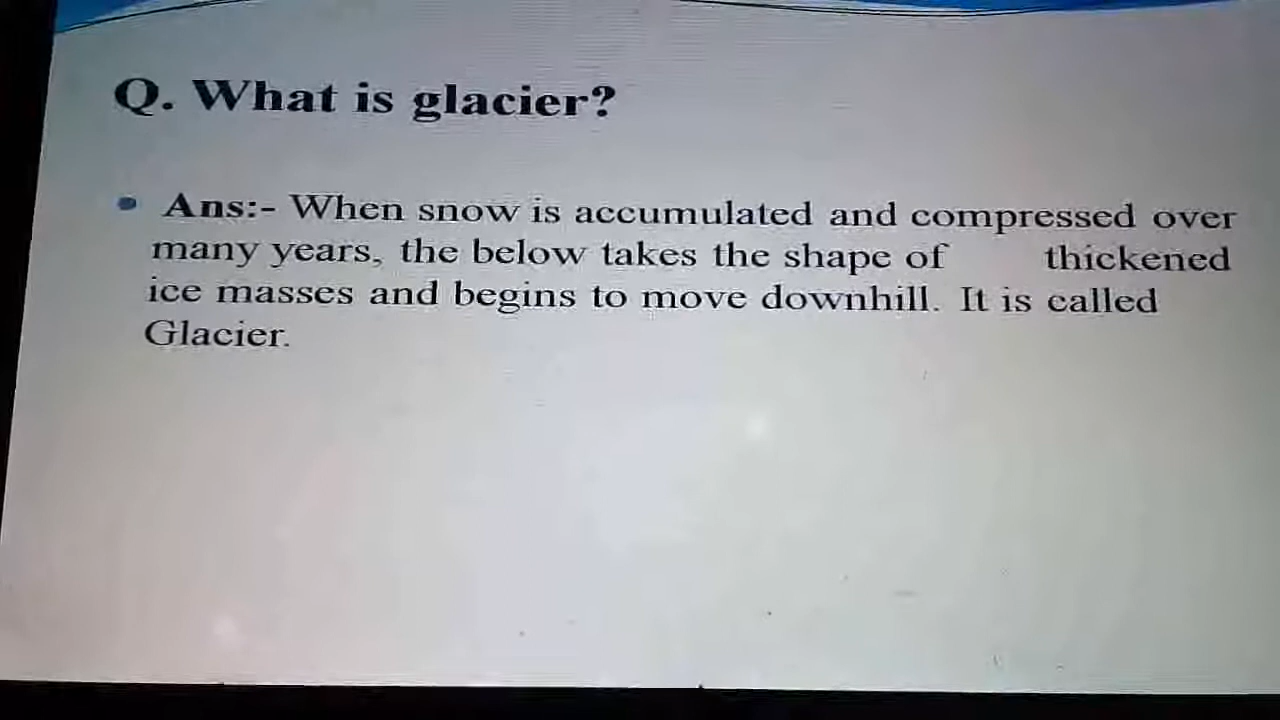 Q. What is glacier?
Ans:- When snow is accumulated and compressed over
many years, the below takes the shape of thickened
ice masses and begins to move downhill. It is called
Glacier.